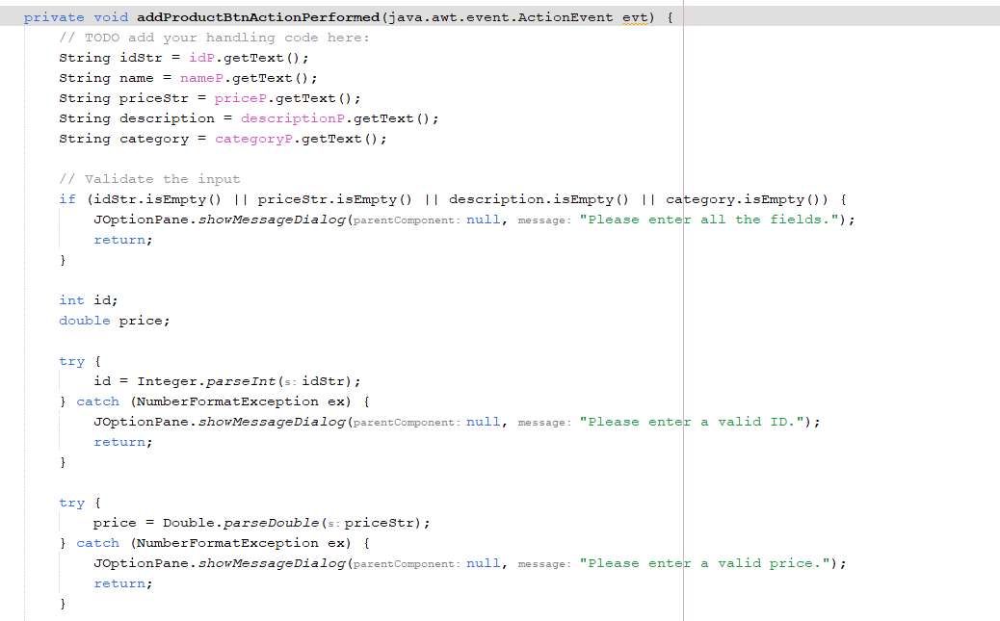 private void addProductBtnActionPerformed(java.awt.event.ActionEvent evt) {
// TODO add your handling code here:
String idStr = idP.getText();
String name = nameP.getText();
String priceStr = priceP.getText();
String description = descriptionP.getText();
String category = categoryP.getText();
// Validate the input
if (idStr.isEmpty() || priceStr.isEmpty() || description.isEmpty() || category.isEmpty()) {
JOptionPane.showMessageDialog(parentComponent: null, message: "Please enter all the fields.");
return;
}
int id;
double price;
try {
id = Integer.parseInt(s: idStr);
} catch (NumberFormatException ex) {
JOptionPane.showMessageDialog(parentComponent: null, message: "Please enter a valid ID.");
return;
}
try {
price = Double.parseDouble(s: priceStr);
} catch (NumberFormatException ex) {
JOptionPane.showMessageDialog(parentComponent: null, message: "Please enter a valid price.");
return;
}